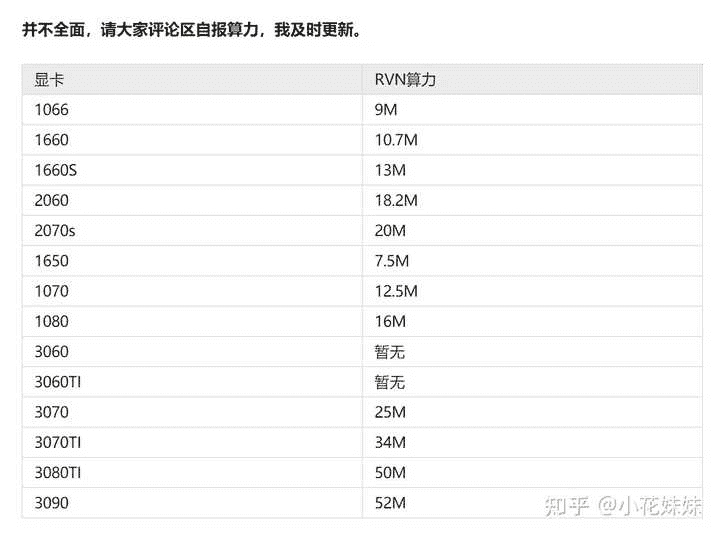 并不全面，请大家评论区自报算力，我及时更新。
显卡 RVN算力
1066 9M
1660 10.7M
1660S 13M
2060 18.2M
2070s 20M
1650 7.5M
1070 12.5M
1080 16M
3060 暂无
3060TI 暂无
3070 25M
3070TI 34M
3080TI 50M
3090 52M
知乎 @小花妹妹